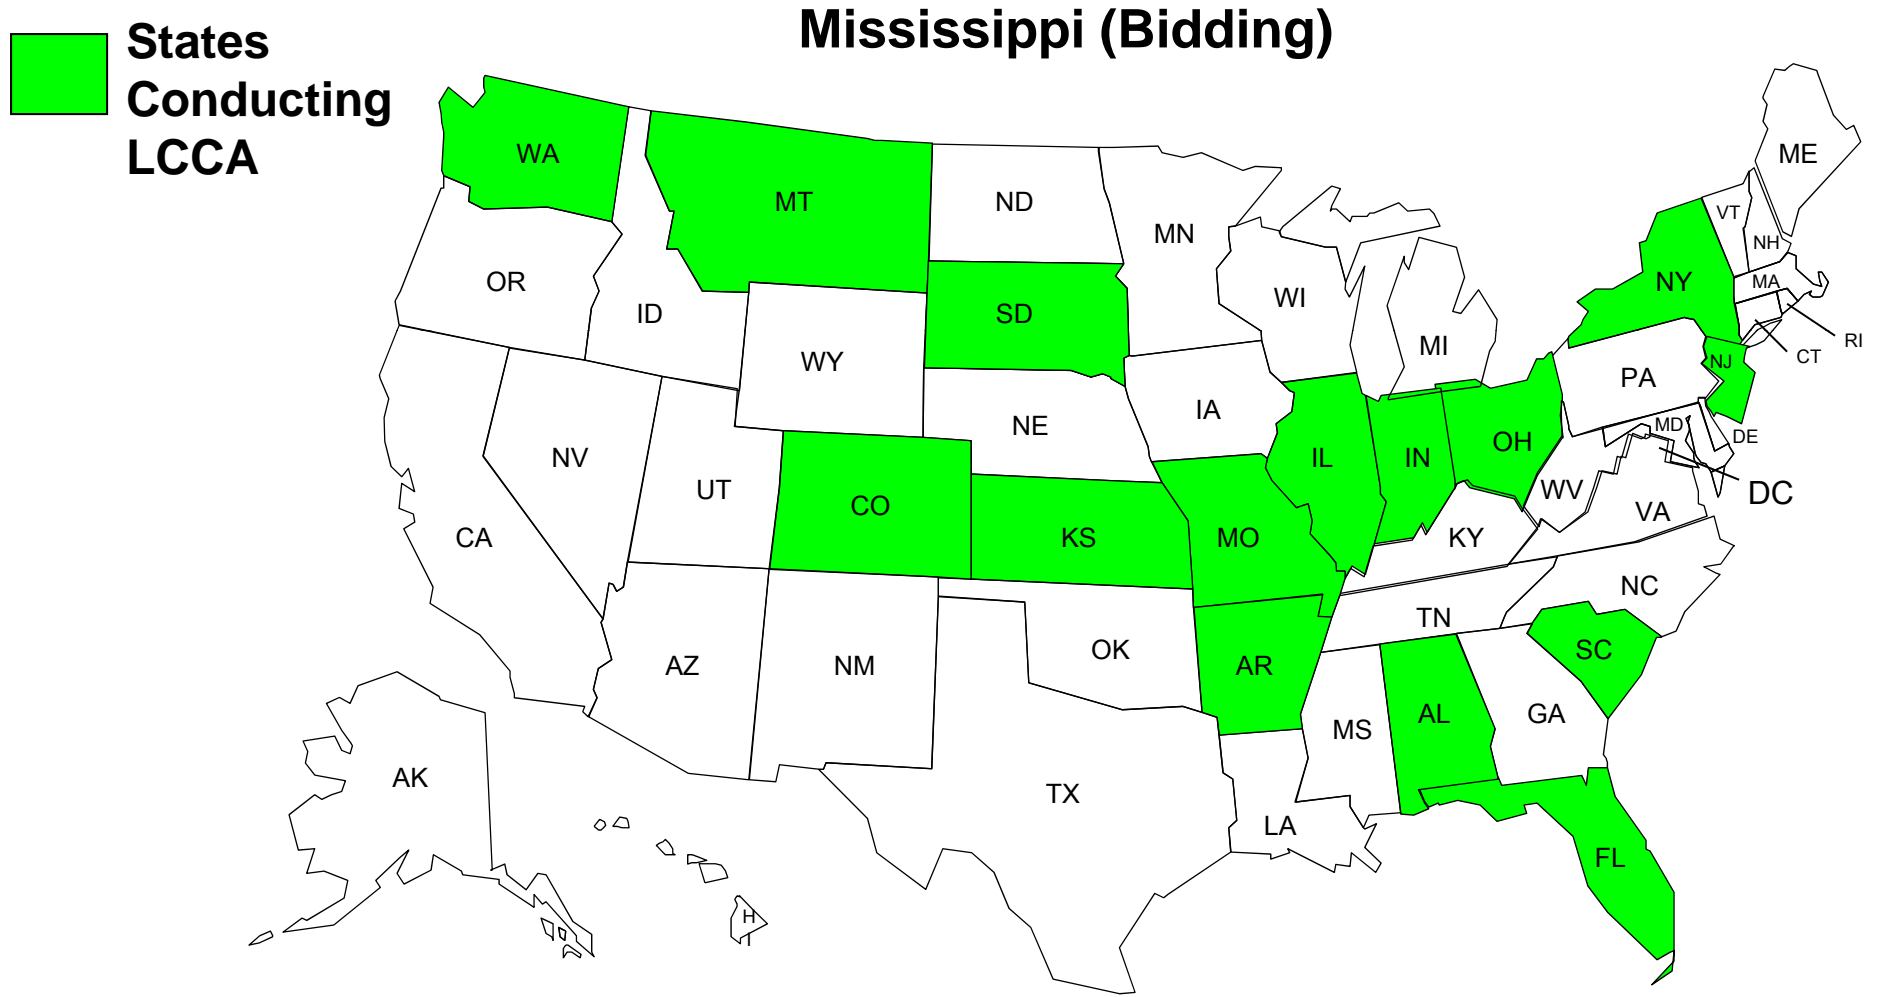 Mississippi (Bidding)
States
Conducting
LCCA
WA
MT
ND
MN
ME
VT
NH
OR
ID
SD
WI
NY
MA
WY
MI
RI
CT
NJ
PA
IA
NE
MD
DE
NV
UT
CO
IL
IN
OH
WV
DC
VA
CA
KS
MO
KY
NC
TN
AZ
NM
OK
AR
SC
MS
AL
GA
AK
TX
LA
FL
H
I